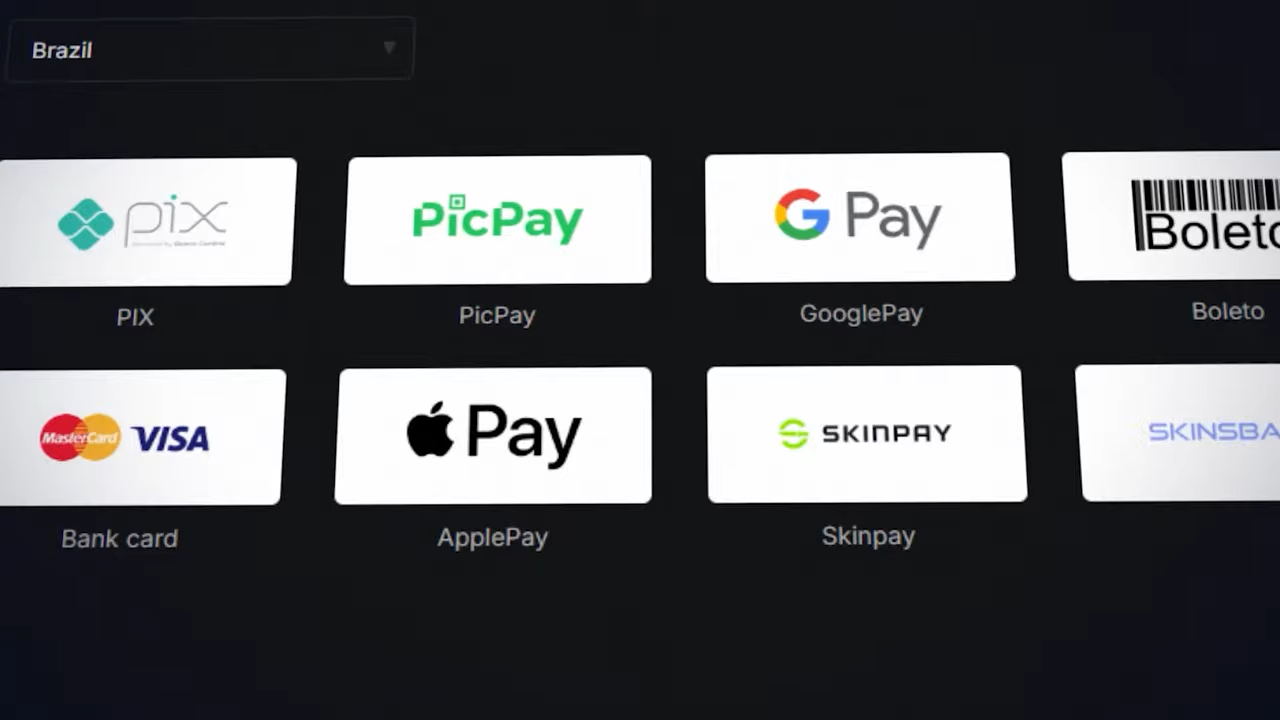 Brazil
pix
PicPay
G Pay
Boleto
PIX
PicPay
GooglePay
Boleto
MasterCard VISA
Pay
SKINPAY
SKINSBA
Bank card
ApplePay
Skinpay